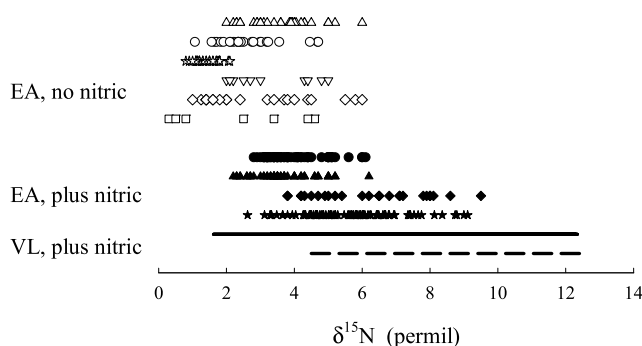 EA, no nitric
EA, plus nitric
VL, plus nitric
0 2 4 6 8 10 12 14
δ¹⁵N (permil)